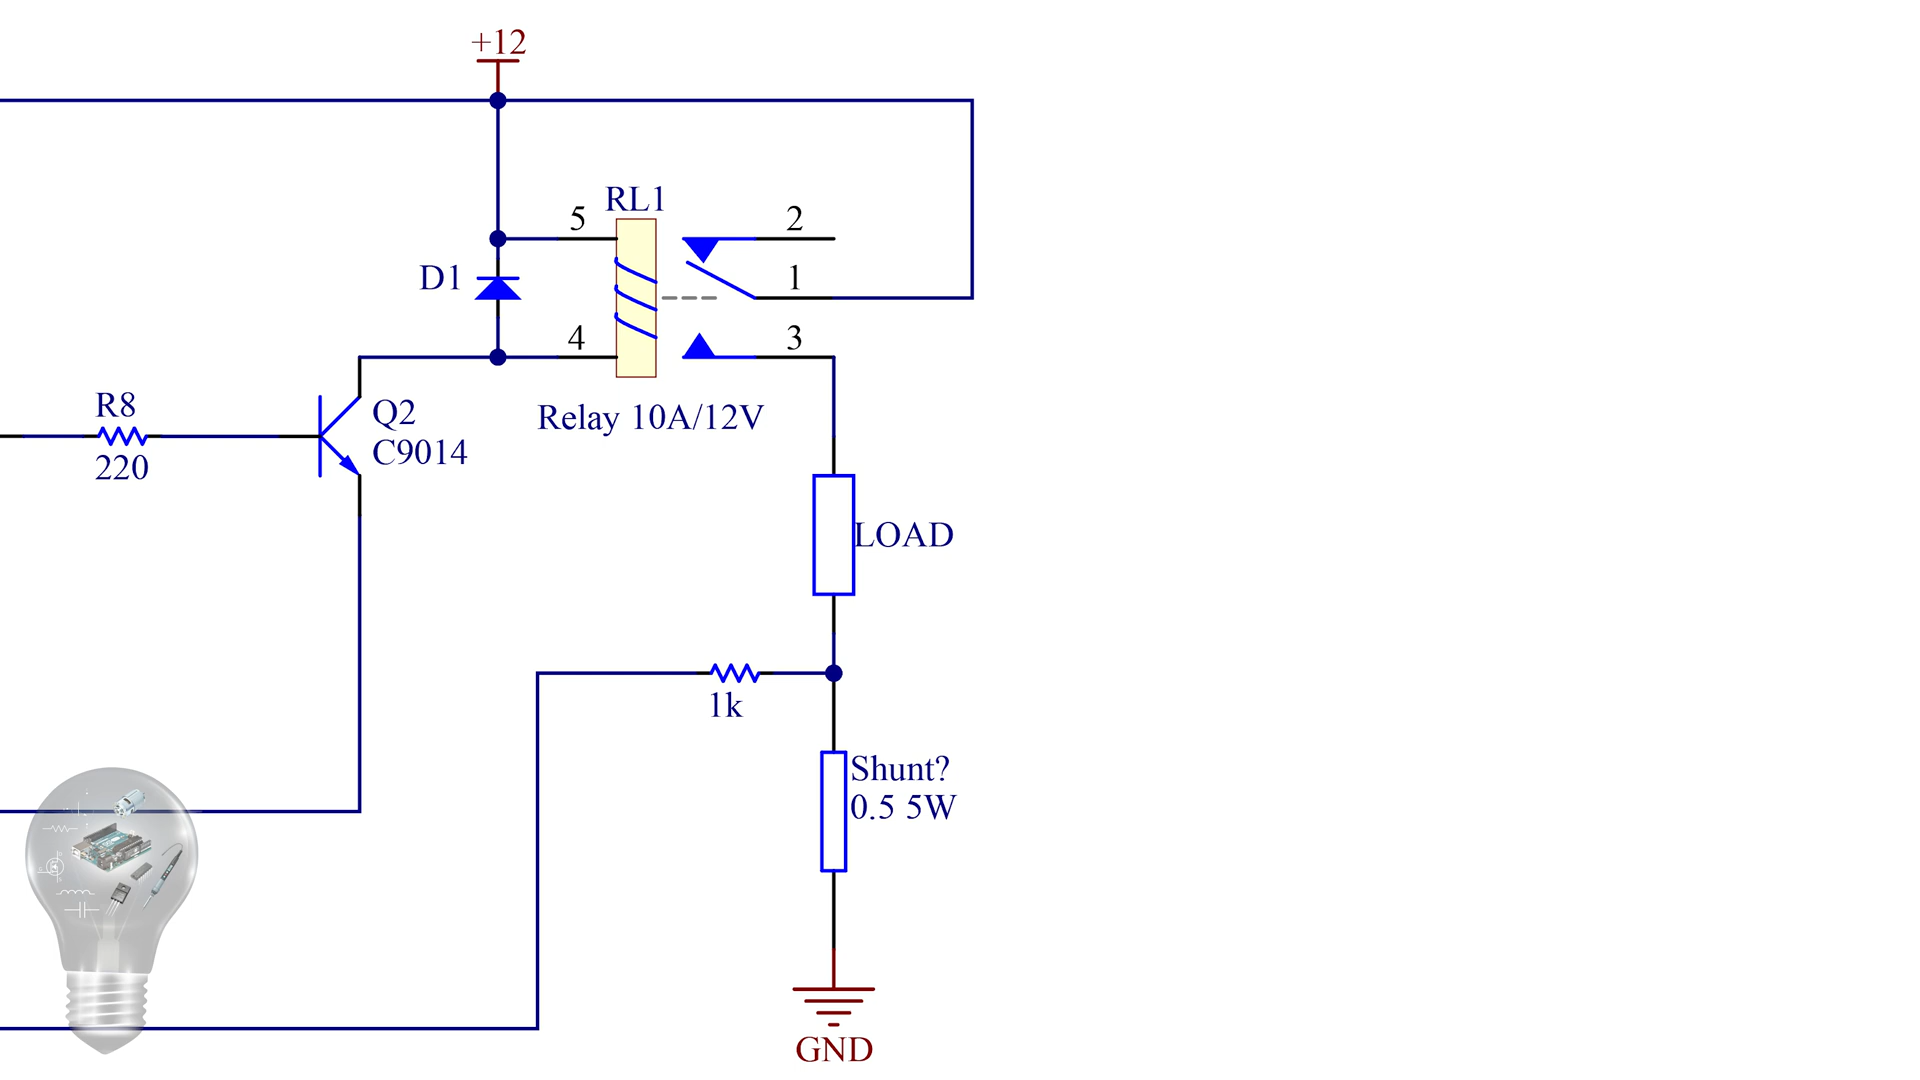 +12
RL1
5
2
D1
1
4
3
R8
220
Q2
C9014
Relay 10A/12V
LOAD
1k
Shunt?
0.5 5W
GND